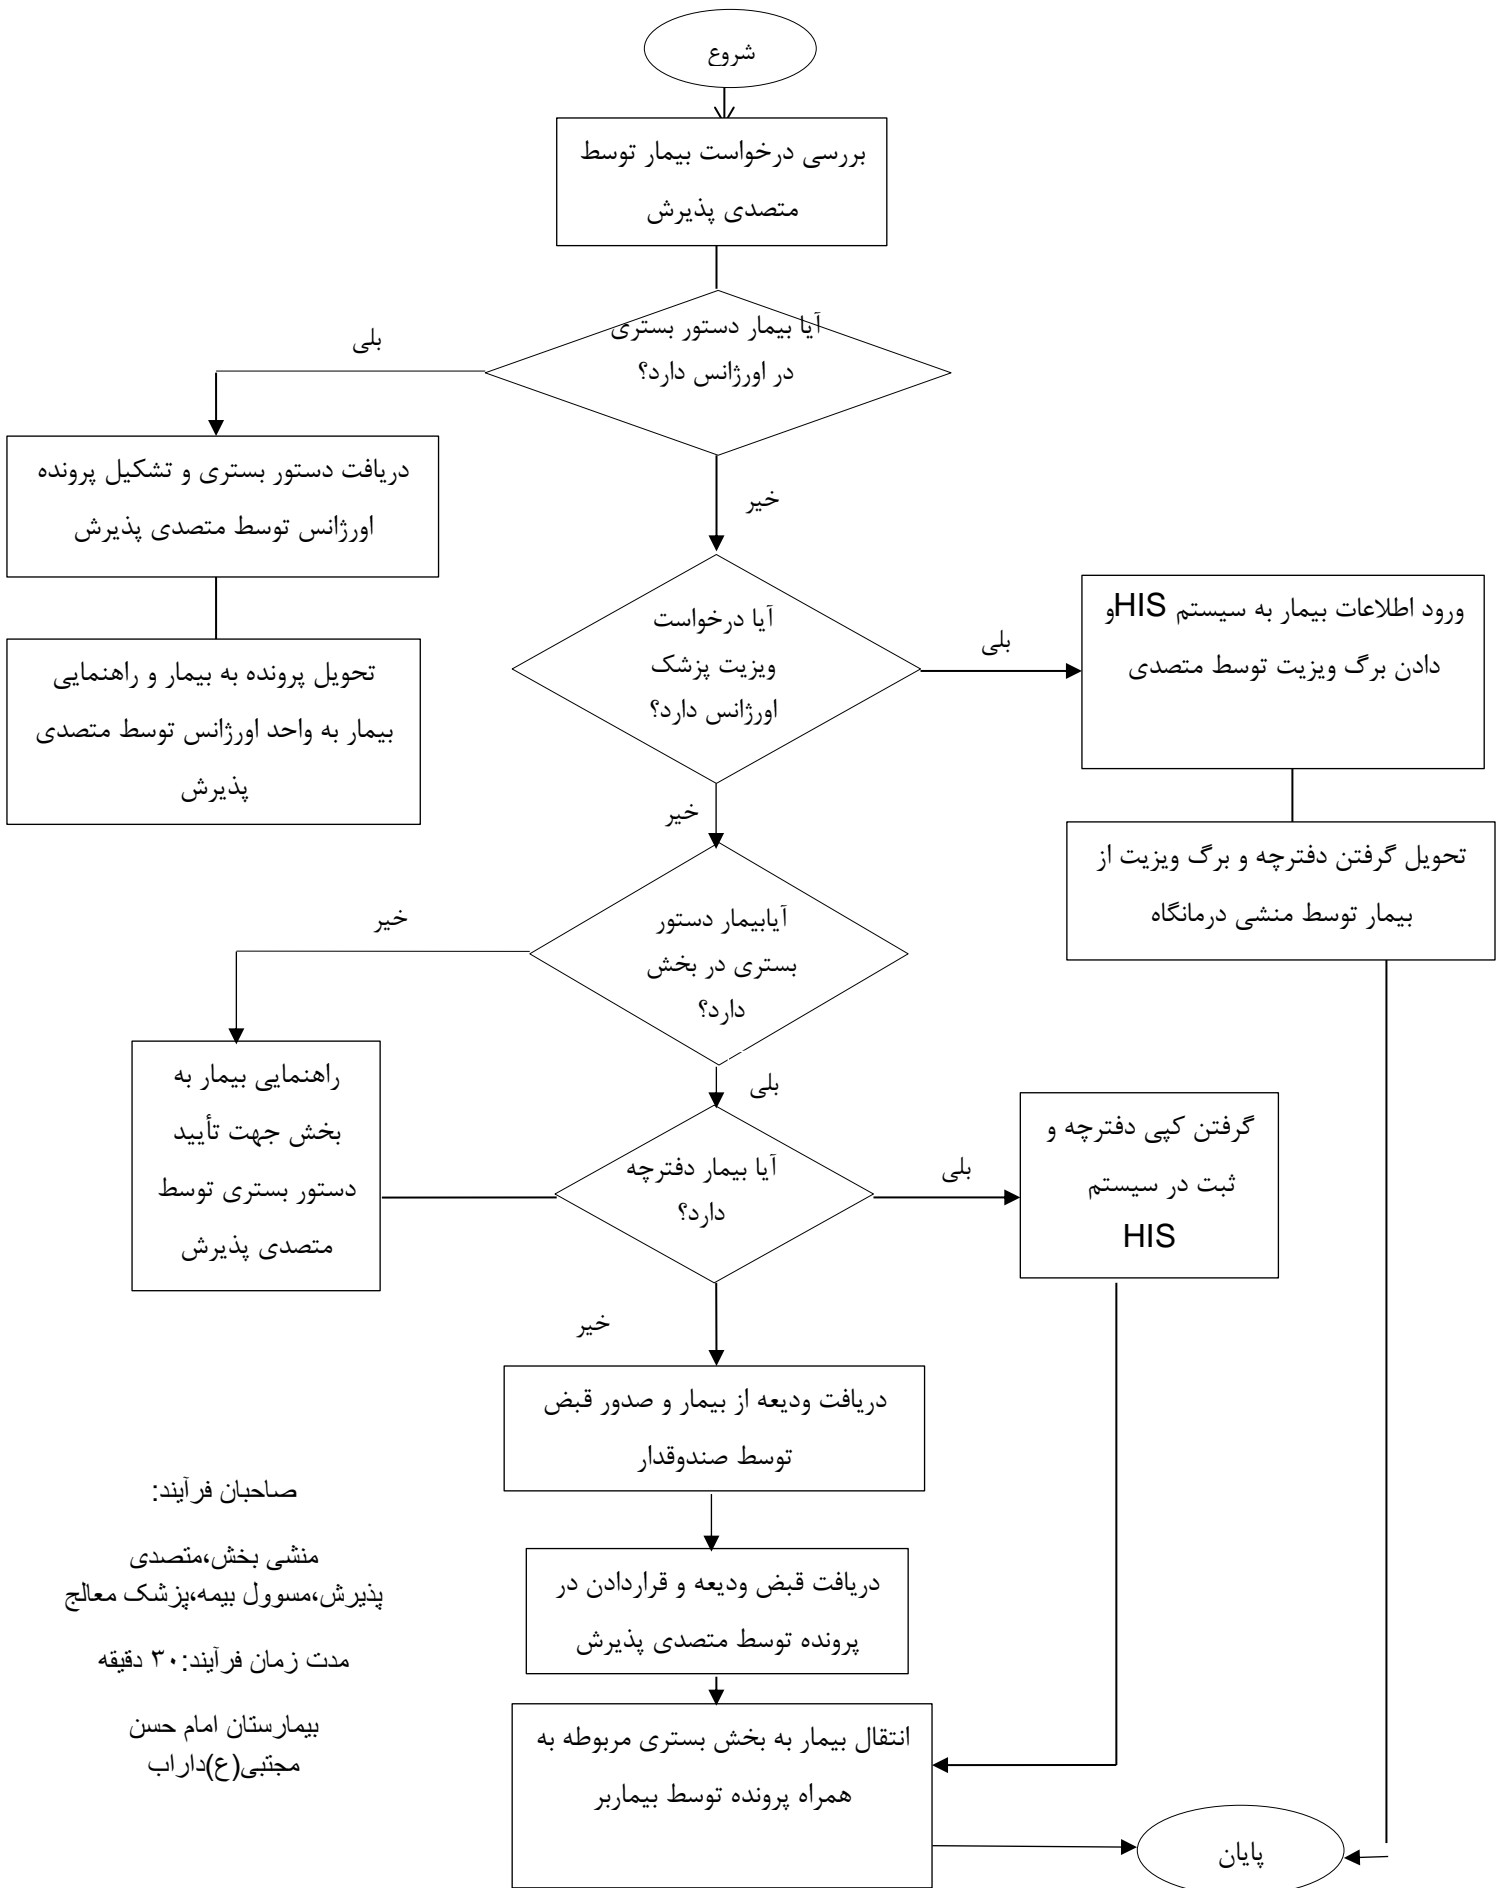 شروع
بررسی درخواست بیمار توسط
متصدی پذیرش
آیا بیمار دستور بستری
در اورژانس دارد؟
بلی
دریافت دستور بستری و تشکیل پرونده
اورژانس توسط متصدی پذیرش
تحویل پرونده به بیمار و راهنمایی
بیمار به واحد اورژانس توسط متصدی
پذیرش
خیر
آیا درخواست
ویزیت پزشک
اورژانس دارد؟
بلی
ورود اطلاعات بیمار به سیستم HISو
دادن برگ ویزیت توسط متصدی
تحویل گرفتن دفترچه و برگ ویزیت از
بیمار توسط منشی درمانگاه
خیر
آیابیمار دستور
بستری در بخش
دارد؟
خیر
راهنمایی بیمار به
بخش جهت تأیید
دستور بستری توسط
متصدی پذیرش
بلی
آیا بیمار دفترچه
دارد؟
بلی
گرفتن کپی دفترچه و
ثبت در سیستم
HIS
خیر
دریافت ودیعه از بیمار و صدور قبض
توسط صندوقدار
دریافت قبض ودیعه و قراردادن در
پرونده توسط متصدی پذیرش
انتقال بیمار به بخش بستری مربوطه به
همراه پرونده توسط بیماربر
پایان
صاحبان فرآیند:
منشی بخش،متصدی
پذیرش،مسوول بیمه،پزشک معالج
مدت زمان فرآیند:۳۰ دقیقه
بیمارستان امام حسن
مجتبی(ع)داراب